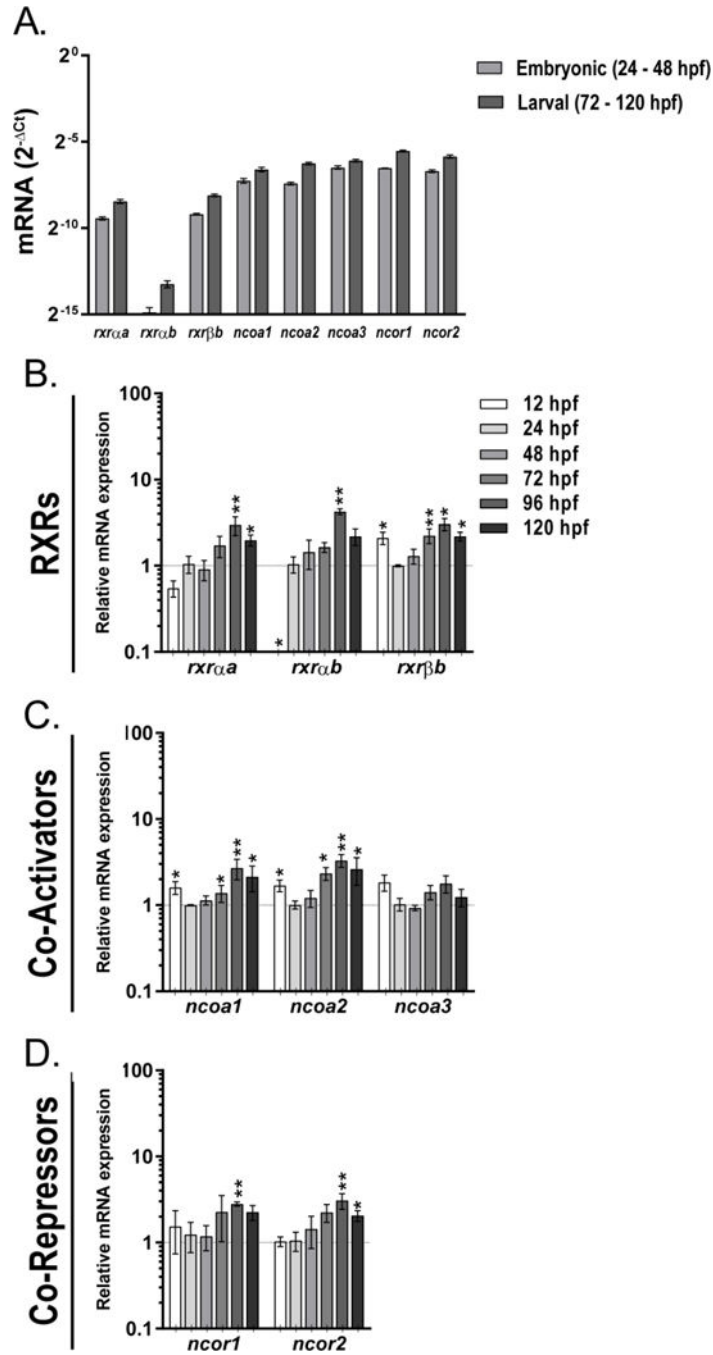 A.
2⁰
2⁻⁵
2⁻¹⁰
2⁻¹⁵
mRNA (2⁻ΔCt)
Embryonic (24 - 48 hpf)
Larval (72 - 120 hpf)
rxrαa rxrαb rxrβb ncoa1 ncoa2 ncoa3 ncor1 ncor2
B.
RXRs
Relative mRNA expression
100
10
1
0.1
* * * * * * * * * * *
rxrαa rxrαb rxrβb
12 hpf
24 hpf
48 hpf
72 hpf
96 hpf
120 hpf
C.
Co-Activators
Relative mRNA expression
100
10
1
0.1
* * ** * * * ** *
ncoa1 ncoa2 ncoa3
D.
Co-Repressors
Relative mRNA expression
100
10
1
0.1
** ** *
ncor1 ncor2